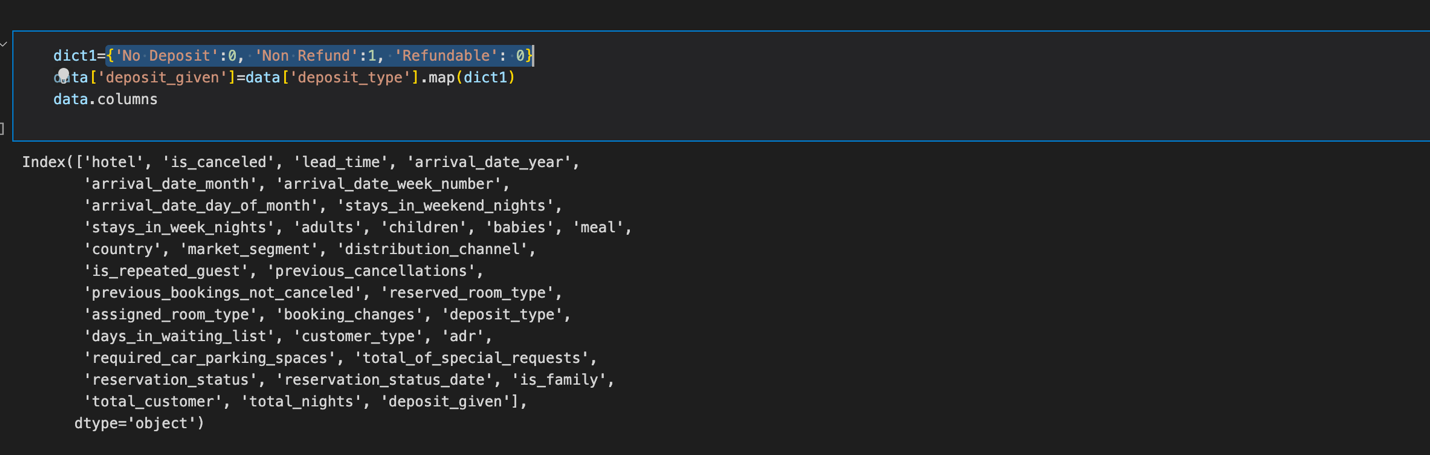 dict1={'No Deposit':0, 'Non Refund':1, 'Refundable': 0}
data['deposit_given']=data['deposit_type'].map(dict1)
data.columns
]
Index(['hotel', 'is_canceled', 'lead_time', 'arrival_date_year',
'arrival_date_month', 'arrival_date_week_number',
'arrival_date_day_of_month', 'stays_in_weekend_nights',
'stays_in_week_nights', 'adults', 'children', 'babies', 'meal',
'country', 'market_segment', 'distribution_channel',
'is_repeated_guest', 'previous_cancellations',
'previous_bookings_not_canceled', 'reserved_room_type',
'assigned_room_type', 'booking_changes', 'deposit_type',
'days_in_waiting_list', 'customer_type', 'adr',
'required_car_parking_spaces', 'total_of_special_requests',
'reservation_status', 'reservation_status_date', 'is_family',
'total_customer', 'total_nights', 'deposit_given'],
dtype='object')